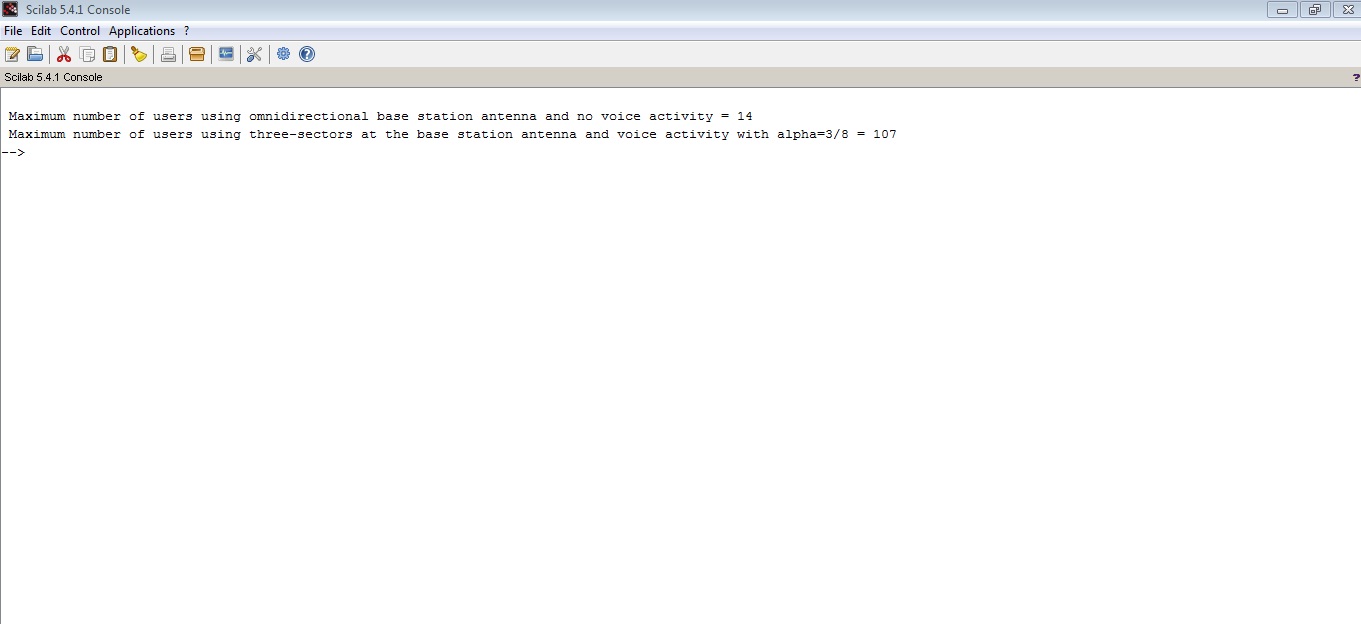 Scilab 5.4.1 Console
File Edit Control Applications ?
Scilab 5.4.1 Console ?
Maximum number of users using omnidirectional base station antenna and no voice activity = 14
Maximum number of users using three-sectors at the base station antenna and voice activity with alpha=3/8 = 107
-->